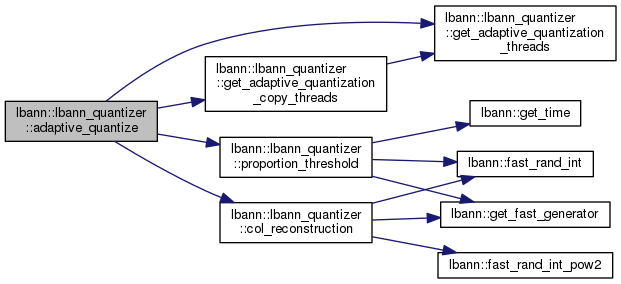 lbann::lbann_quantizer
::adaptive_quantize
lbann::lbann_quantizer
::get_adaptive_quantization
_copy_threads
lbann::lbann_quantizer
::get_adaptive_quantization
_threads
lbann::lbann_quantizer
::proportion_threshold
lbann::lbann_quantizer
::col_reconstruction
lbann::get_time
lbann::fast_rand_int
lbann::get_fast_generator
lbann::fast_rand_int_pow2